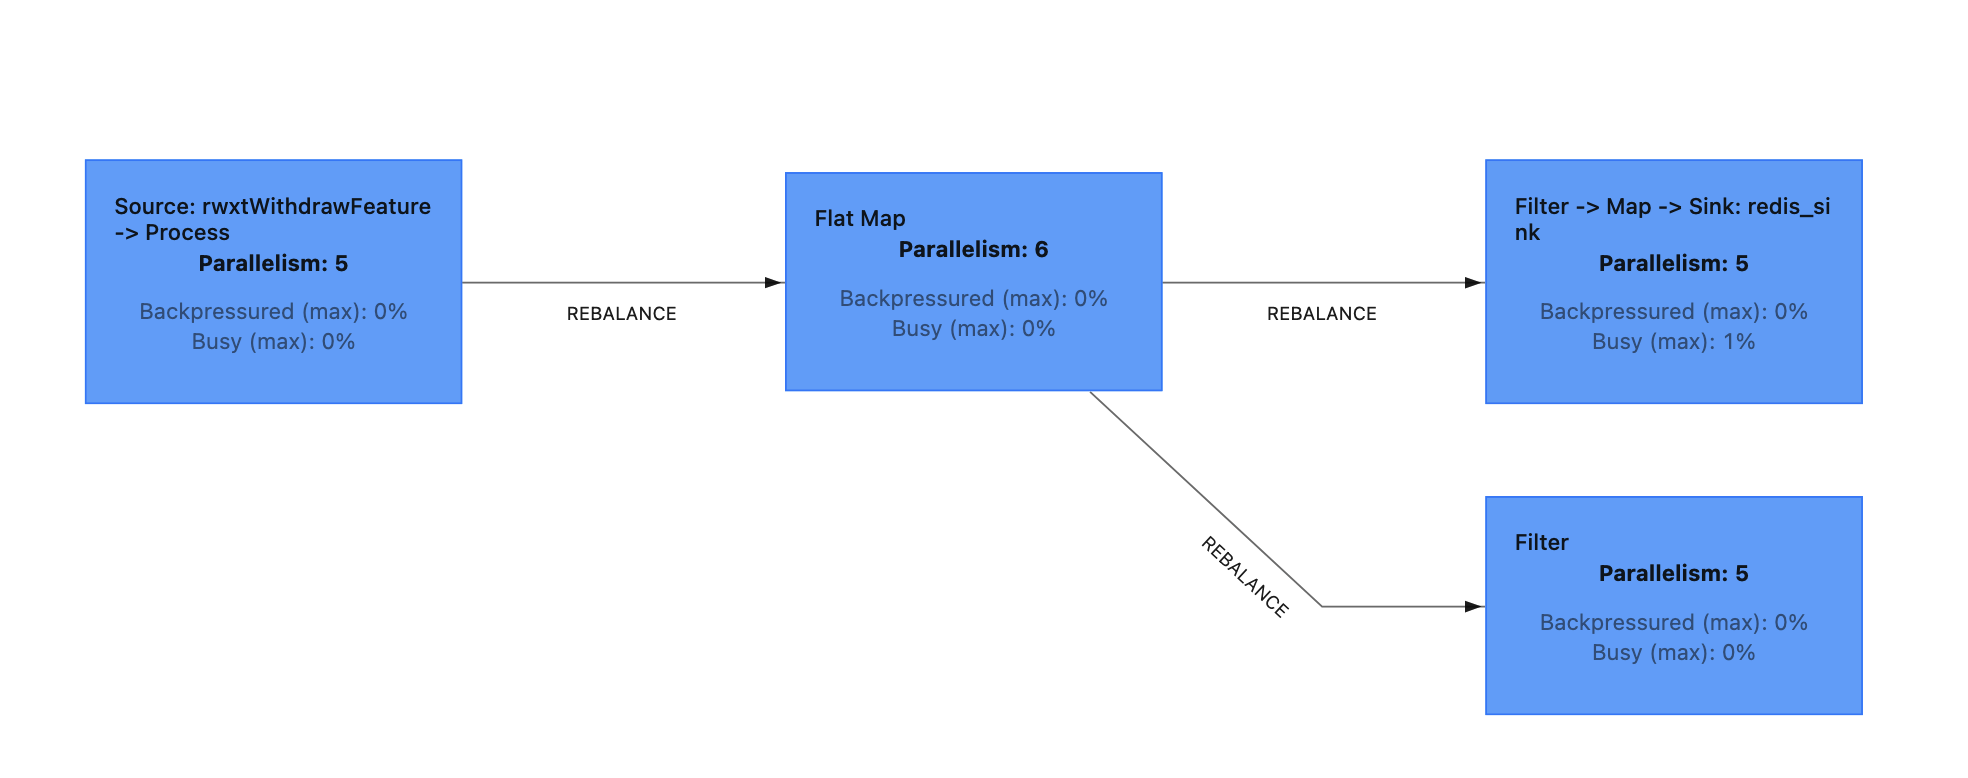 Source: rwxtWithdrawFeature
-> Process
Parallelism: 5
Backpressured (max): 0%
Busy (max): 0%
REBALANCE
Flat Map
Parallelism: 6
Backpressured (max): 0%
Busy (max): 0%
REBALANCE
Filter -> Map -> Sink: redis_si
nk
Parallelism: 5
Backpressured (max): 0%
Busy (max): 1%
REBALANCE
Filter
Parallelism: 5
Backpressured (max): 0%
Busy (max): 0%